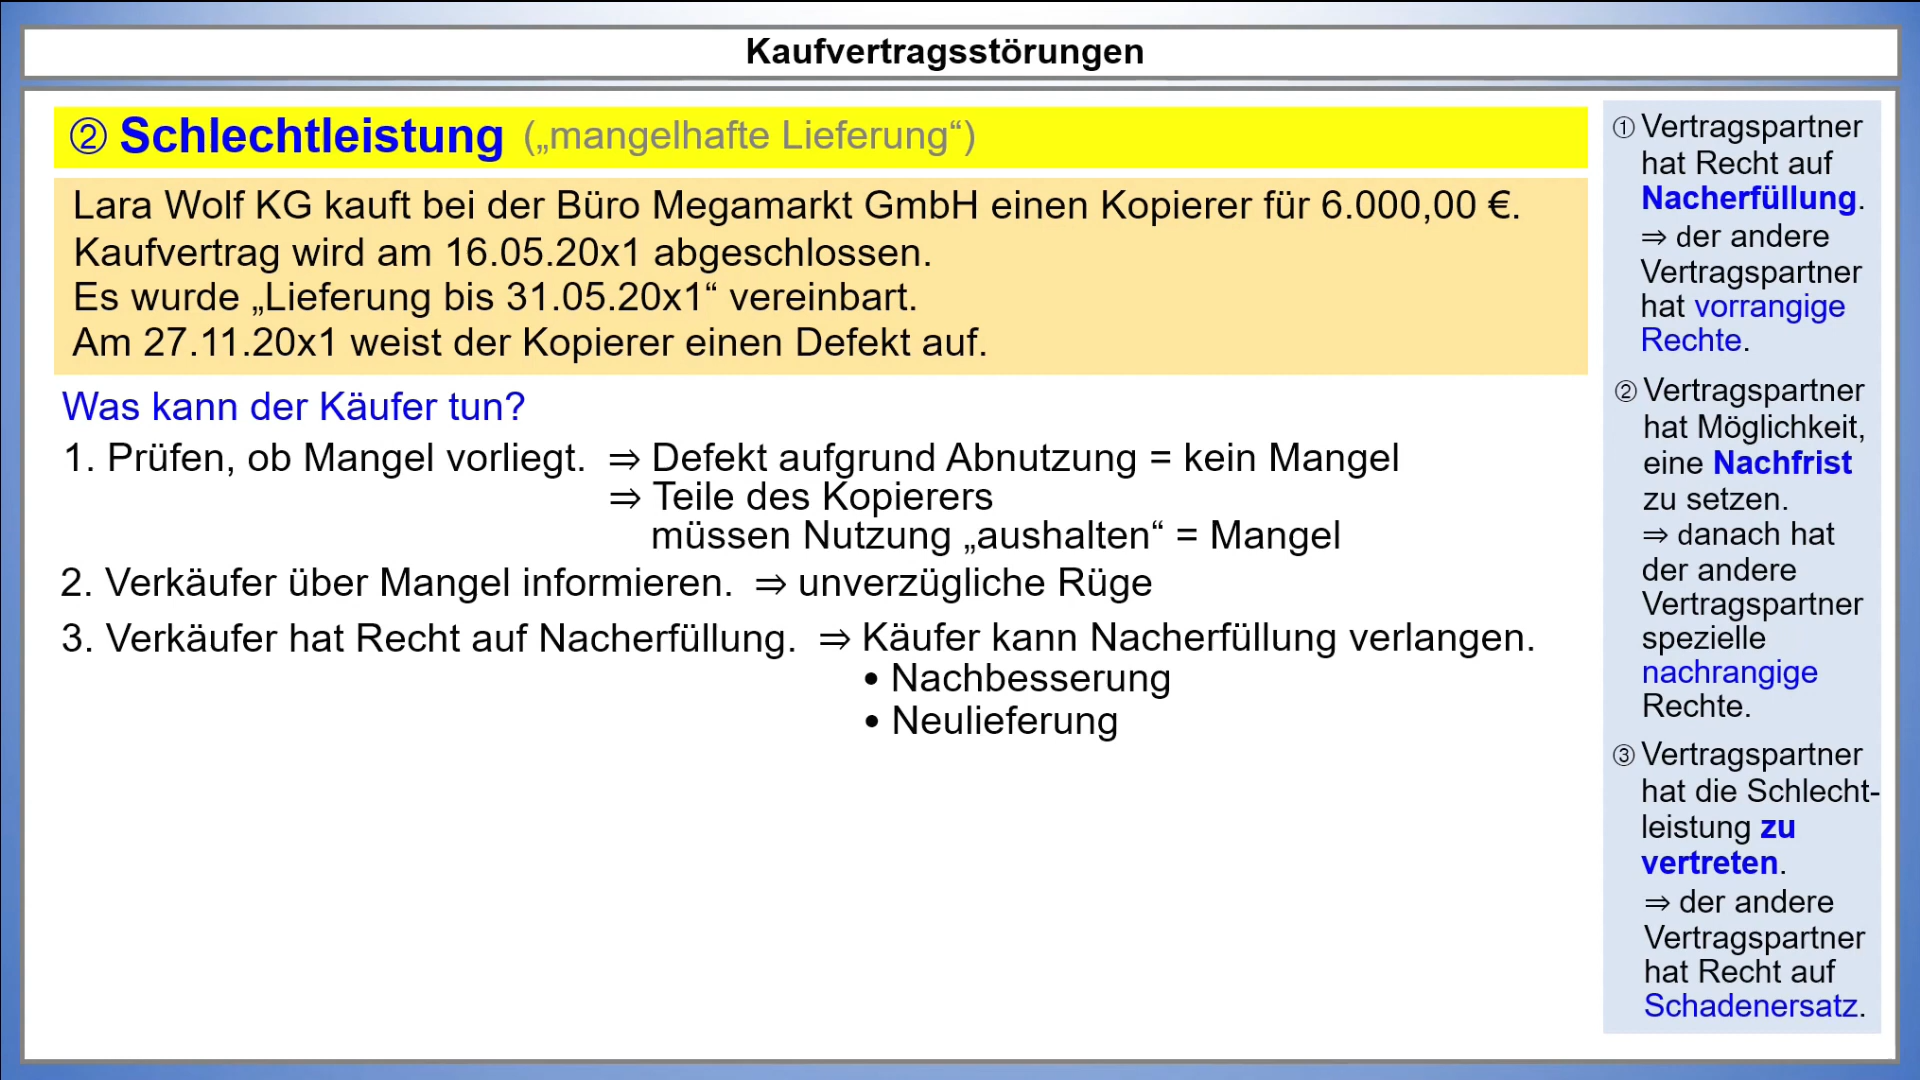 Kaufvertragsstörungen
② Schlechtleistung („mangelhafte Lieferung“)
Lara Wolf KG kauft bei der Büro Megamarkt GmbH einen Kopierer für 6.000,00 €.
Kaufvertrag wird am 16.05.20x1 abgeschlossen.
Es wurde „Lieferung bis 31.05.20x1“ vereinbart.
Am 27.11.20x1 weist der Kopierer einen Defekt auf.
Was kann der Käufer tun?
1. Prüfen, ob Mangel vorliegt. ⇒ Defekt aufgrund Abnutzung = kein Mangel
⇒ Teile des Kopierers
müssen Nutzung „aushalten“ = Mangel
2. Verkäufer über Mangel informieren. ⇒ unverzügliche Rüge
3. Verkäufer hat Recht auf Nacherfüllung. ⇒ Käufer kann Nacherfüllung verlangen.
• Nachbesserung
• Neulieferung
① Vertragspartner
hat Recht auf
Nacherfüllung.
⇒ der andere
Vertragspartner
hat vorrangige
Rechte.
② Vertragspartner
hat Möglichkeit,
eine Nachfrist
zu setzen.
⇒ danach hat
der andere
Vertragspartner
spezielle
nachrangige
Rechte.
③ Vertragspartner
hat die Schlecht-
leistung zu
vertreten.
⇒ der andere
Vertragspartner
hat Recht auf
Schadenersatz.